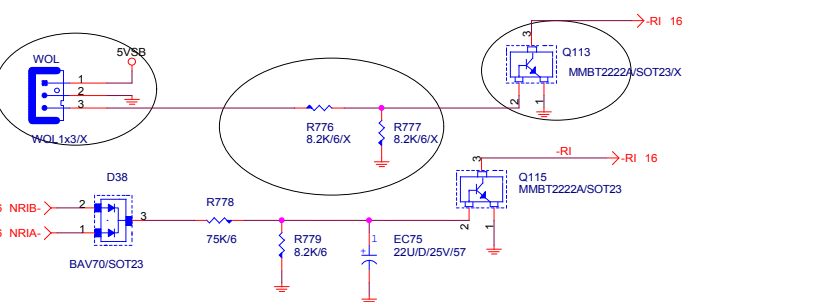 -RI 16
3
Q113
MMBT2222A/SOT23/X
2
1
5VSB
WOL
1
2
3
WOL1x3/X
R776
8.2K/6/X
R777
8.2K/6/X
-RI
-RI 16
3
Q115
MMBT2222A/SOT23
2
1
D38
NRIB-
2
NRIA-
1
3
BAV70/SOT23
R778
75K/6
R779
8.2K/6
1
+
EC75
22U/D/25V/57